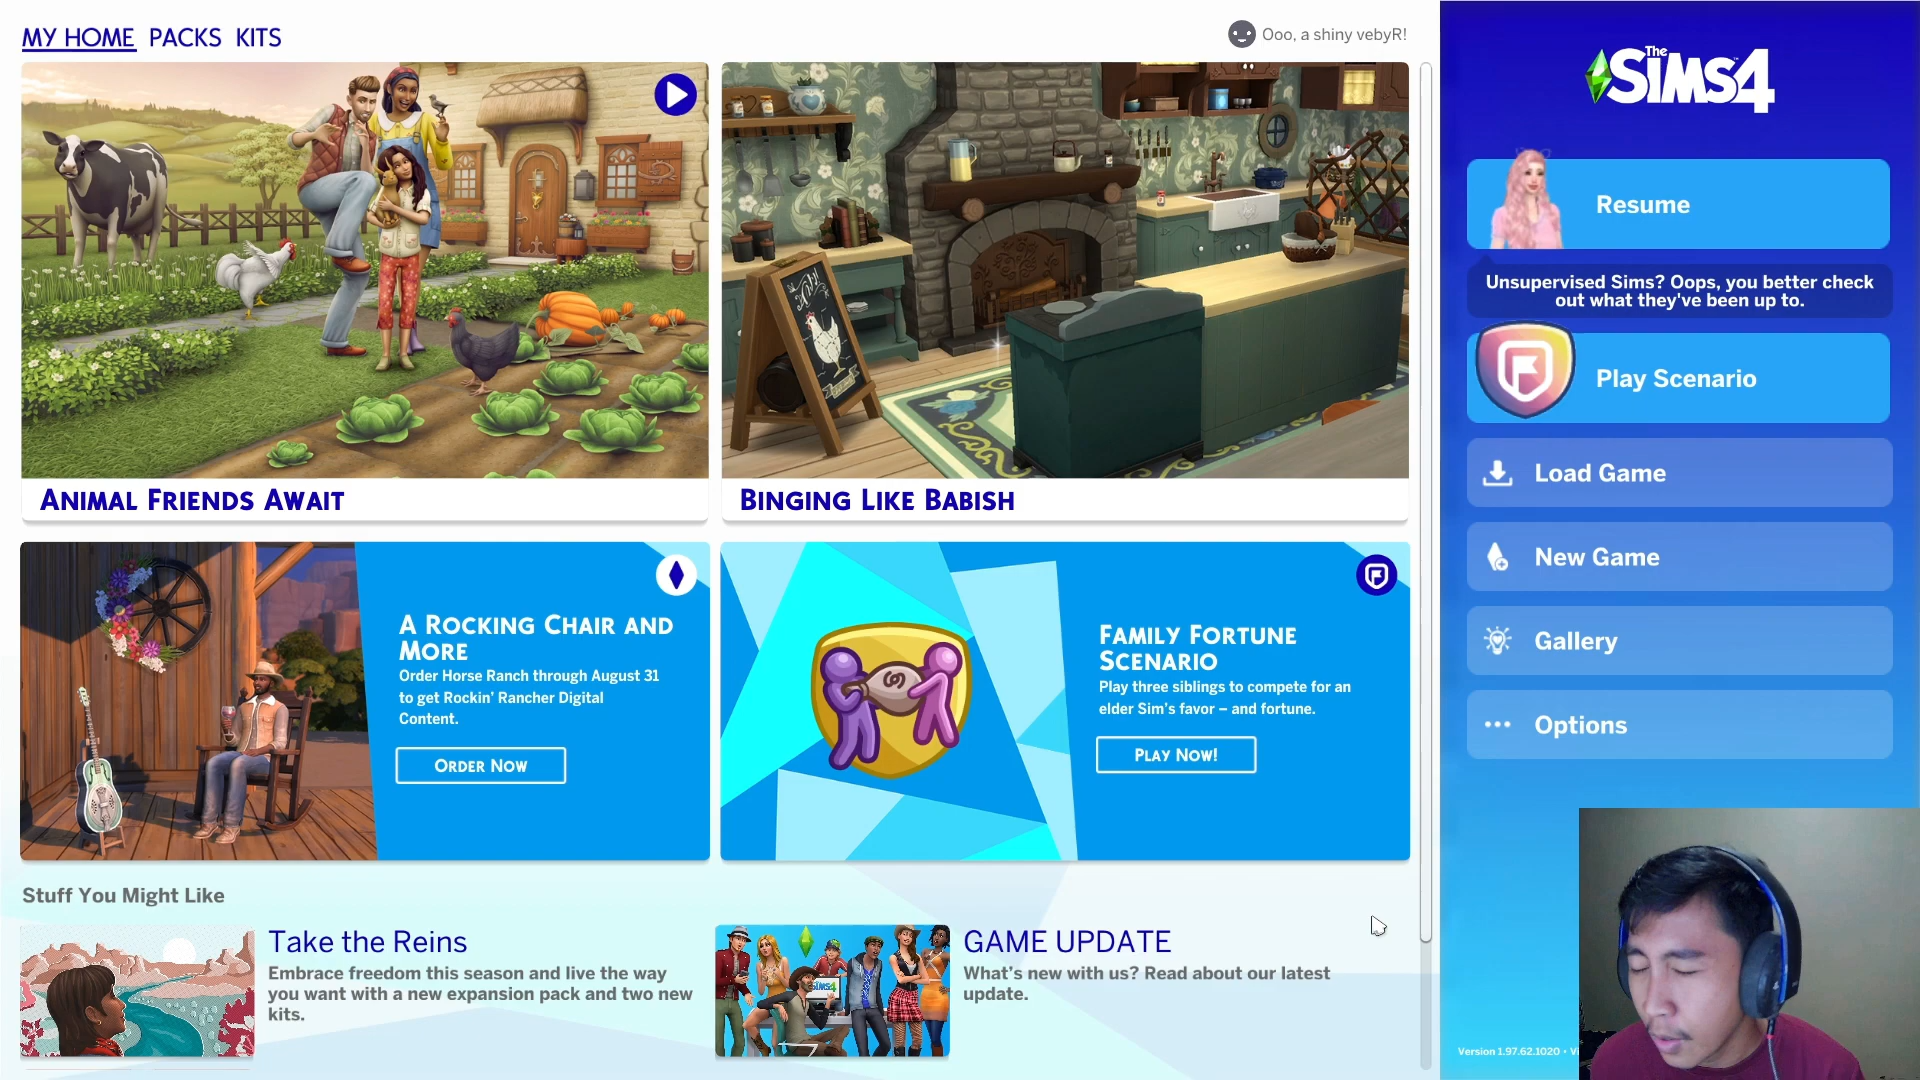 MY HOME PACKS KITS
Ooo, a shiny vebyR!
The SiMS4
ANIMAL FRIENDS AWAIT
BINGING LIKE BABISH
A ROCKING CHAIR AND
MORE
Order Horse Ranch through August 31
to get Rockin' Rancher Digital
Content.
ORDER NOW
FAMILY FORTUNE
SCENARIO
Play three siblings to compete for an
elder Sim's favor – and fortune.
PLAY NOW!
Stuff You Might Like
Take the Reins
Embrace freedom this season and live the way
you want with a new expansion pack and two new
kits.
GAME UPDATE
What's new with us? Read about our latest
update.
Resume
Unsupervised Sims? Oops, you better check
out what they've been up to.
Play Scenario
Load Game
New Game
Gallery
Options
Version 1.97.62.1020 •